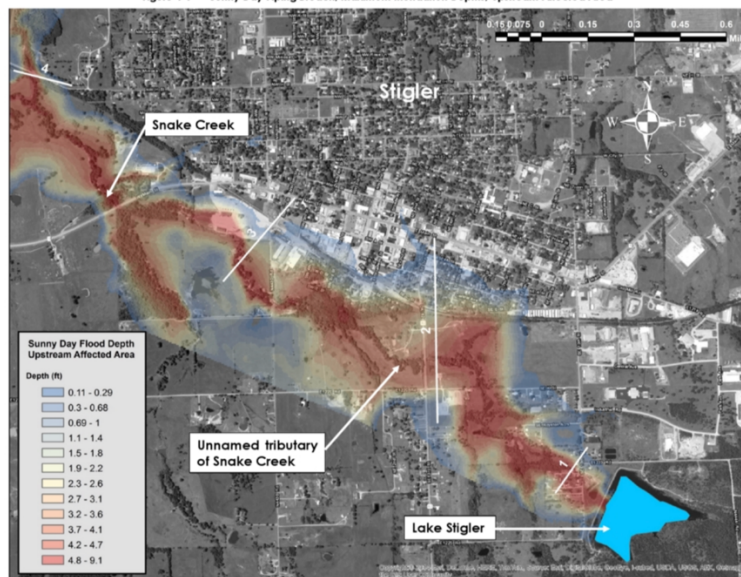 0.15 0.075 0 0.15 0.3 0.45 0.6
Stigler
N
W E
S
4
Snake Creek
3
2
Sunny Day Flood Depth
Upstream Affected Area
Depth (ft)
0.11 - 0.29
0.3 - 0.68
0.69 - 1
1.1 - 1.4
1.5 - 1.8
1.9 - 2.2
2.3 - 2.6
2.7 - 3.1
3.2 - 3.6
3.7 - 4.1
4.2 - 4.7
4.8 - 9.1
Unnamed tributary
of Snake Creek
1
Lake Stigler